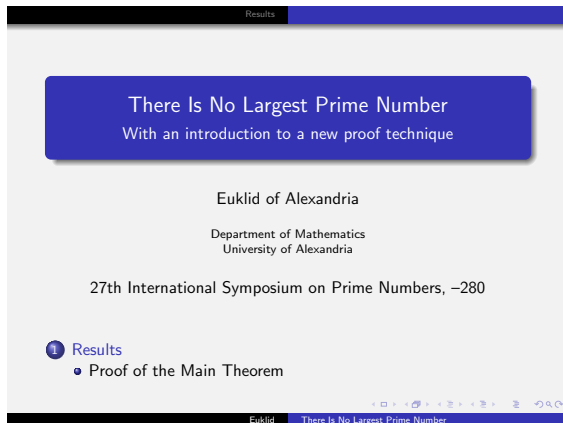 Results
There Is No Largest Prime Number
With an introduction to a new proof technique
Euklid of Alexandria
Department of Mathematics
University of Alexandria
27th International Symposium on Prime Numbers, –280
1 Results
Proof of the Main Theorem
Euklid There Is No Largest Prime Number